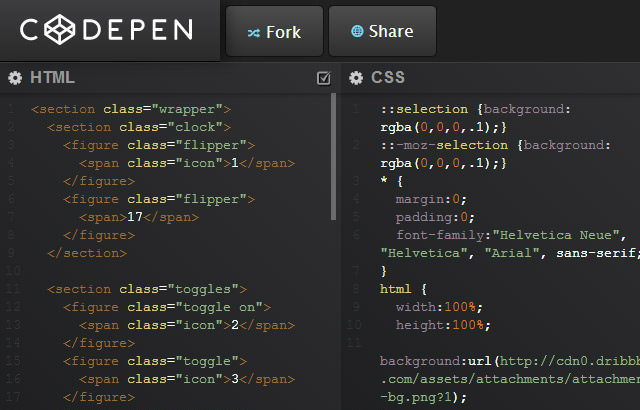 CODEPEN
Fork
Share
HTML
1 <section class="wrapper">
2 <section class="clock">
3 <figure class="flipper">
4 <span class="icon">1</span>
5 </figure>
6 <figure class="flipper">
7 <span>17</span>
8 </figure>
9 </section>
10
11 <section class="toggles">
12 <figure class="toggle on">
13 <span class="icon">2</span>
14 </figure>
15 <figure class="toggle">
16 <span class="icon">3</span>
17 </figure>
CSS
1 ::selection {background:
rgba(0,0,0,.1);}
2 ::-moz-selection {background:
rgba(0,0,0,.1);}
3 * {
4 margin:0;
5 padding:0;
6 font-family:"Helvetica Neue",
"Helvetica", "Arial", sans-serif;
7 }
8 html {
9 width:100%;
10 height:100%;
11
background:url(http://cdn0.dribbb
.com/assets/attachments/attachmen
-bg.png?1);